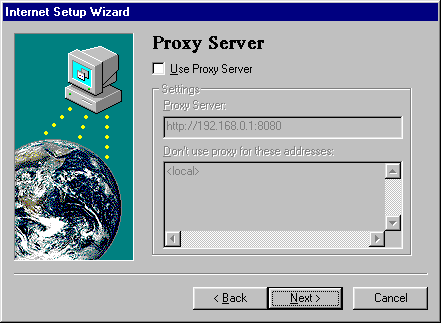 Internet Setup Wizard
Proxy Server
Use Proxy Server
Settings
Proxy Server:
http://192.168.0.1:8080
Don't use proxy for these addresses:
<local>
< Back
Next >
Cancel